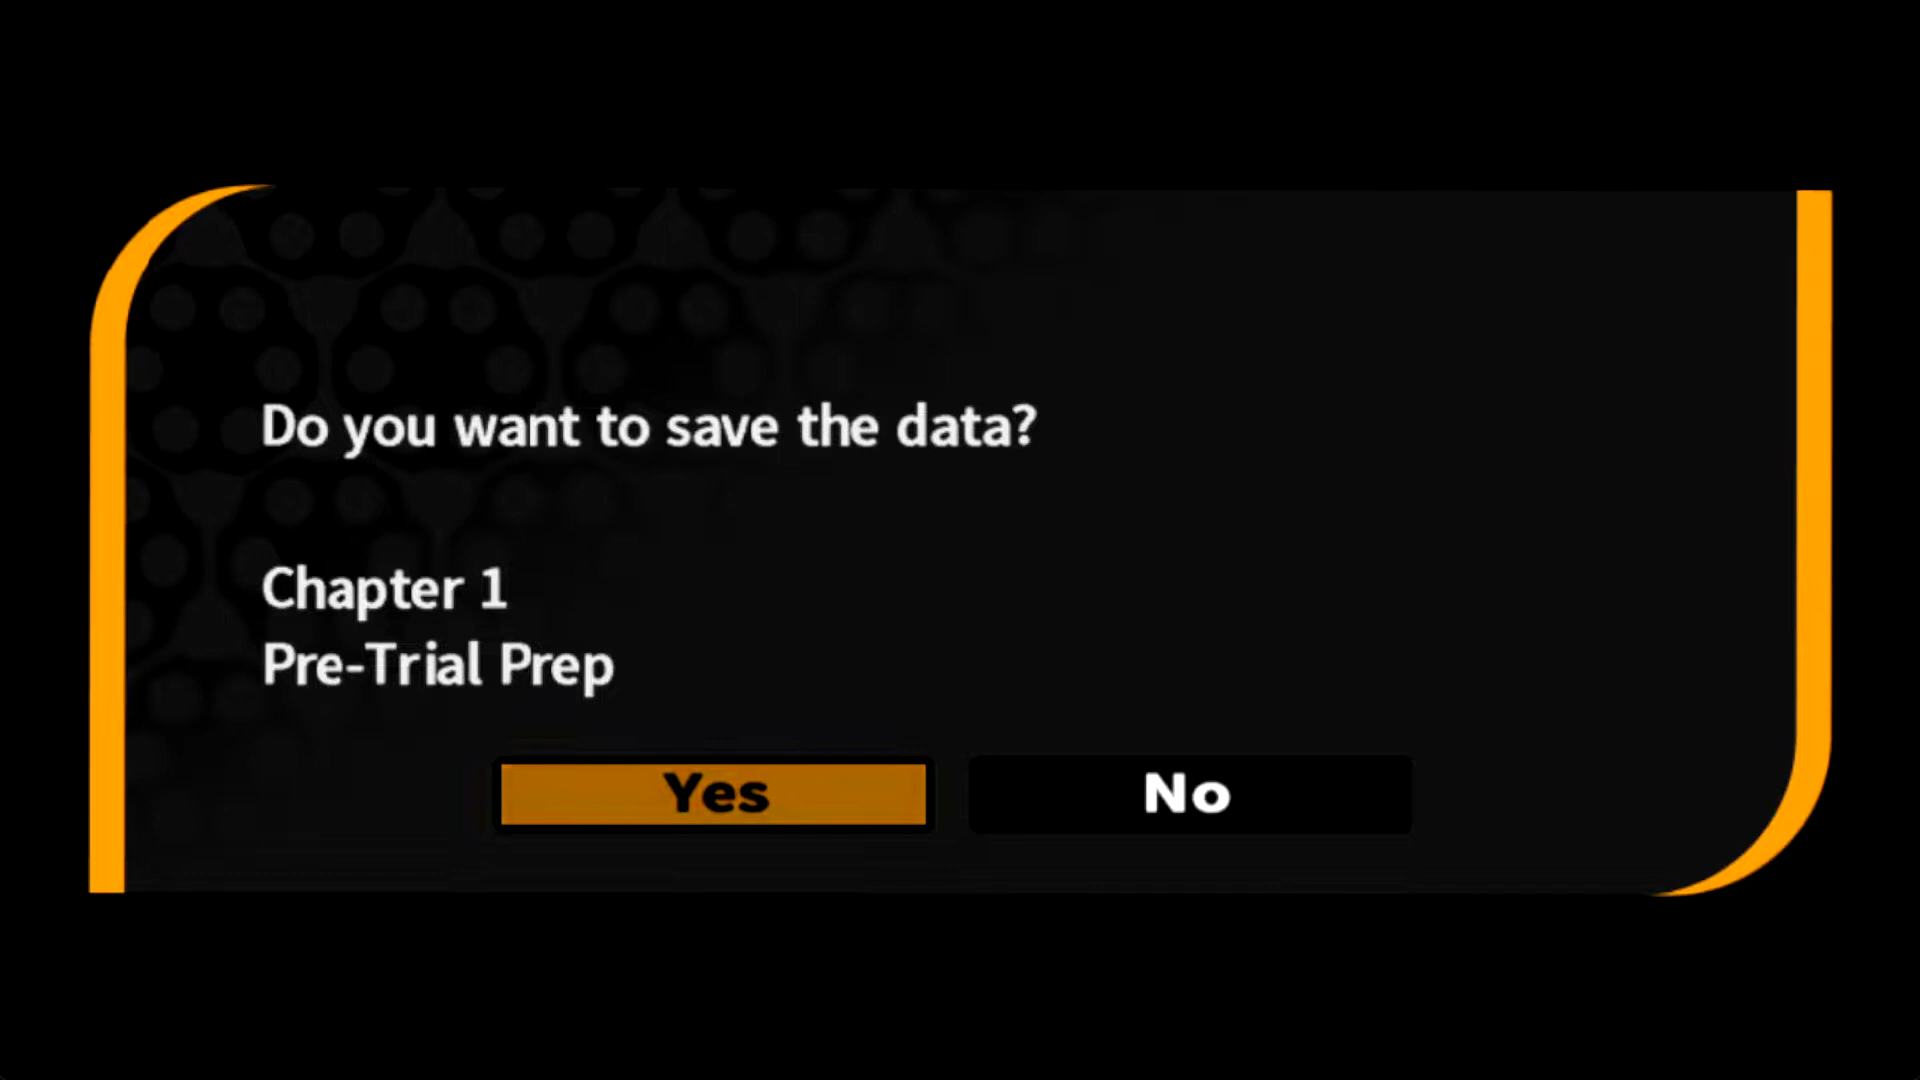 Do you want to save the data?
Chapter 1
Pre-Trial Prep
Yes No